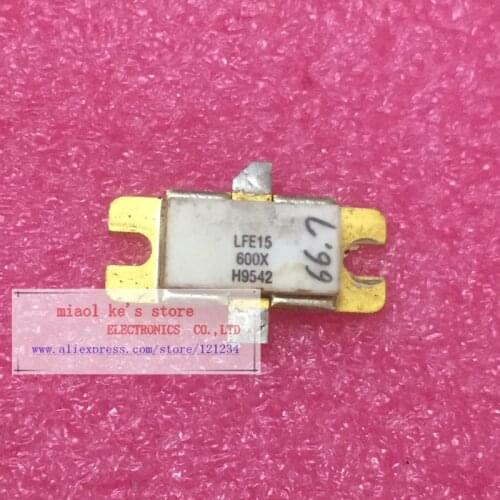 LFE15
600X
H9542
66.7
miaol ke's store
ELECTRONICS CO.,LTD
www.aliexpress.com/store/121234